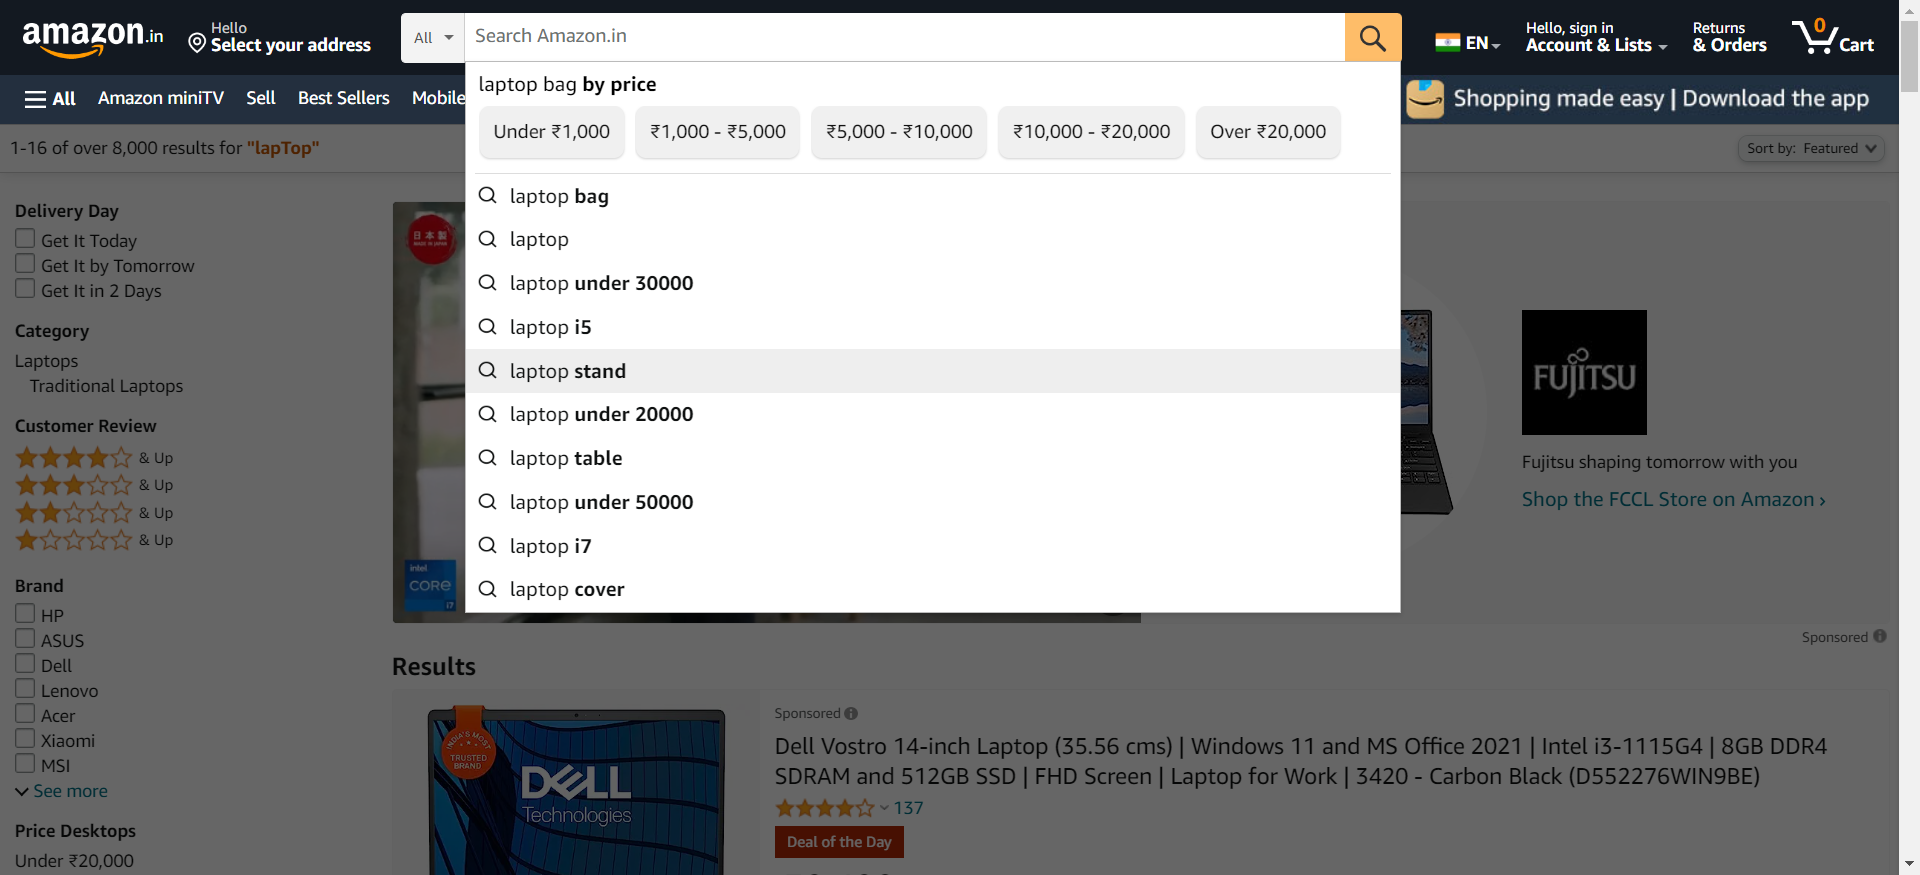 amazon.in
Hello
Select your address
All
Search Amazon.in
EN
Hello, sign in
Account & Lists
Returns
& Orders
0
Cart
All
Amazon miniTV
Sell
Best Sellers
Mobile
Shopping made easy | Download the app
laptop bag by price
Under ₹1,000
₹1,000 - ₹5,000
₹5,000 - ₹10,000
₹10,000 - ₹20,000
Over ₹20,000
laptop bag
laptop
laptop under 30000
laptop i5
laptop stand
laptop under 20000
laptop table
laptop under 50000
laptop i7
laptop cover
1-16 of over 8,000 results for "lapTop"
Sort by: Featured
Delivery Day
Get It Today
Get It by Tomorrow
Get It in 2 Days
Category
Laptops
Traditional Laptops
Customer Review
& Up
& Up
& Up
& Up
Brand
HP
ASUS
Dell
Lenovo
Acer
Xiaomi
MSI
See more
Price Desktops
Under ₹20,000
日本製
MADE IN JAPAN
intel
CORE
i7
FUJITSU
Fujitsu shaping tomorrow with you
Shop the FCCL Store on Amazon ›
Sponsored
Results
INDIA'S MOST
TRUSTED
BRAND
DELL
Technologies
Sponsored
Dell Vostro 14-inch Laptop (35.56 cms) | Windows 11 and MS Office 2021 | Intel i3-1115G4 | 8GB DDR4
SDRAM and 512GB SSD | FHD Screen | Laptop for Work | 3420 - Carbon Black (D552276WIN9BE)
137
Deal of the Day